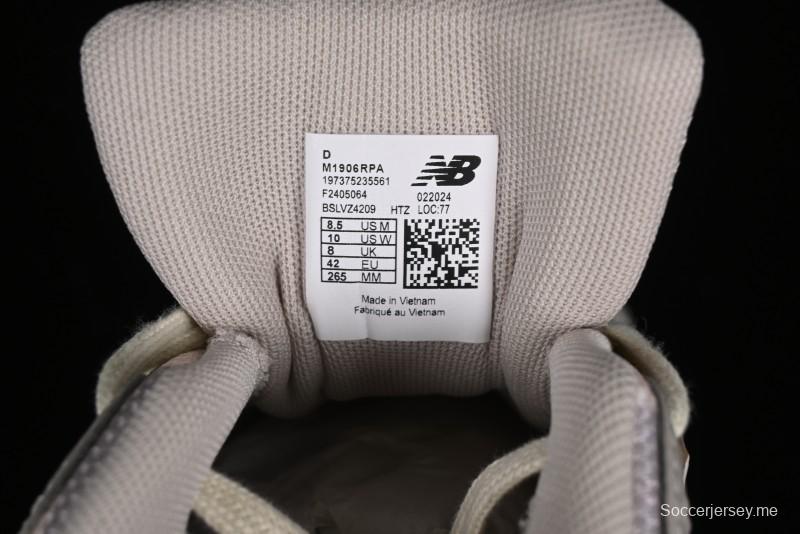 D
M1906RPA
197375235561
F2405064
BSLVZ4209
NB
022024
HTZ LOC:77
8.5 US M
10 US W
8 UK
42 EU
265 MM
Made in Vietnam
Fabriqué au Vietnam
Soccerjersey.me